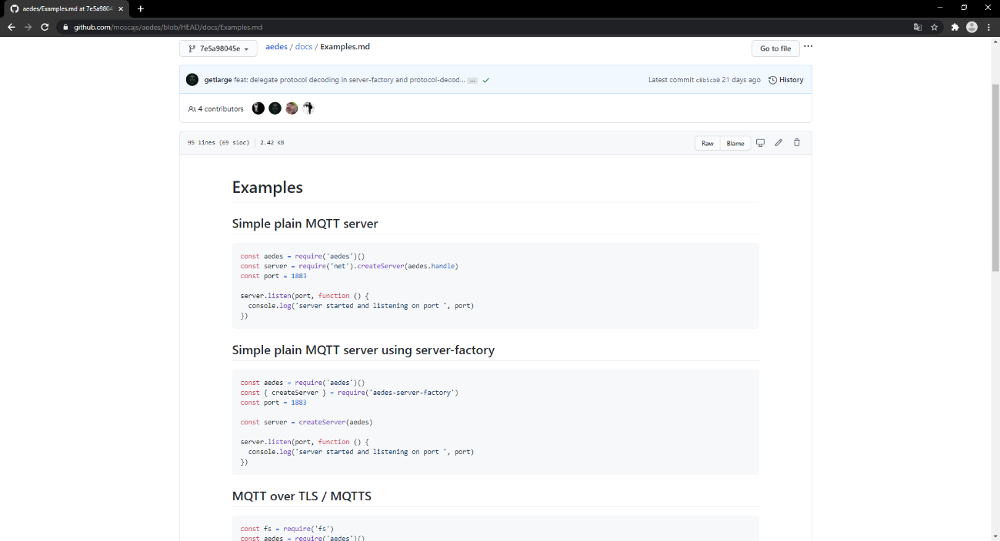 aedes/Examples.md at 7e5a9804
github.com/moscajs/aedes/blob/HEAD/docs/Examples.md
7e5a98045e
aedes / docs / Examples.md
Go to file
...
getlarge feat: delegate protocol decoding in server-factory and protocol-decod... ...
Latest commit c8b5cb0 21 days ago
History
4 contributors
95 lines (69 sloc) | 2.42 KB
Raw
Blame
Examples
Simple plain MQTT server
const aedes = require('aedes')()
const server = require('net').createServer(aedes.handle)
const port = 1883
server.listen(port, function () {
console.log('server started and listening on port ', port)
})
Simple plain MQTT server using server-factory
const aedes = require('aedes')()
const { createServer } = require('aedes-server-factory')
const port = 1883
const server = createServer(aedes)
server.listen(port, function () {
console.log('server started and listening on port ', port)
})
MQTT over TLS / MQTTS
const fs = require('fs')
const aedes = require('aedes')()